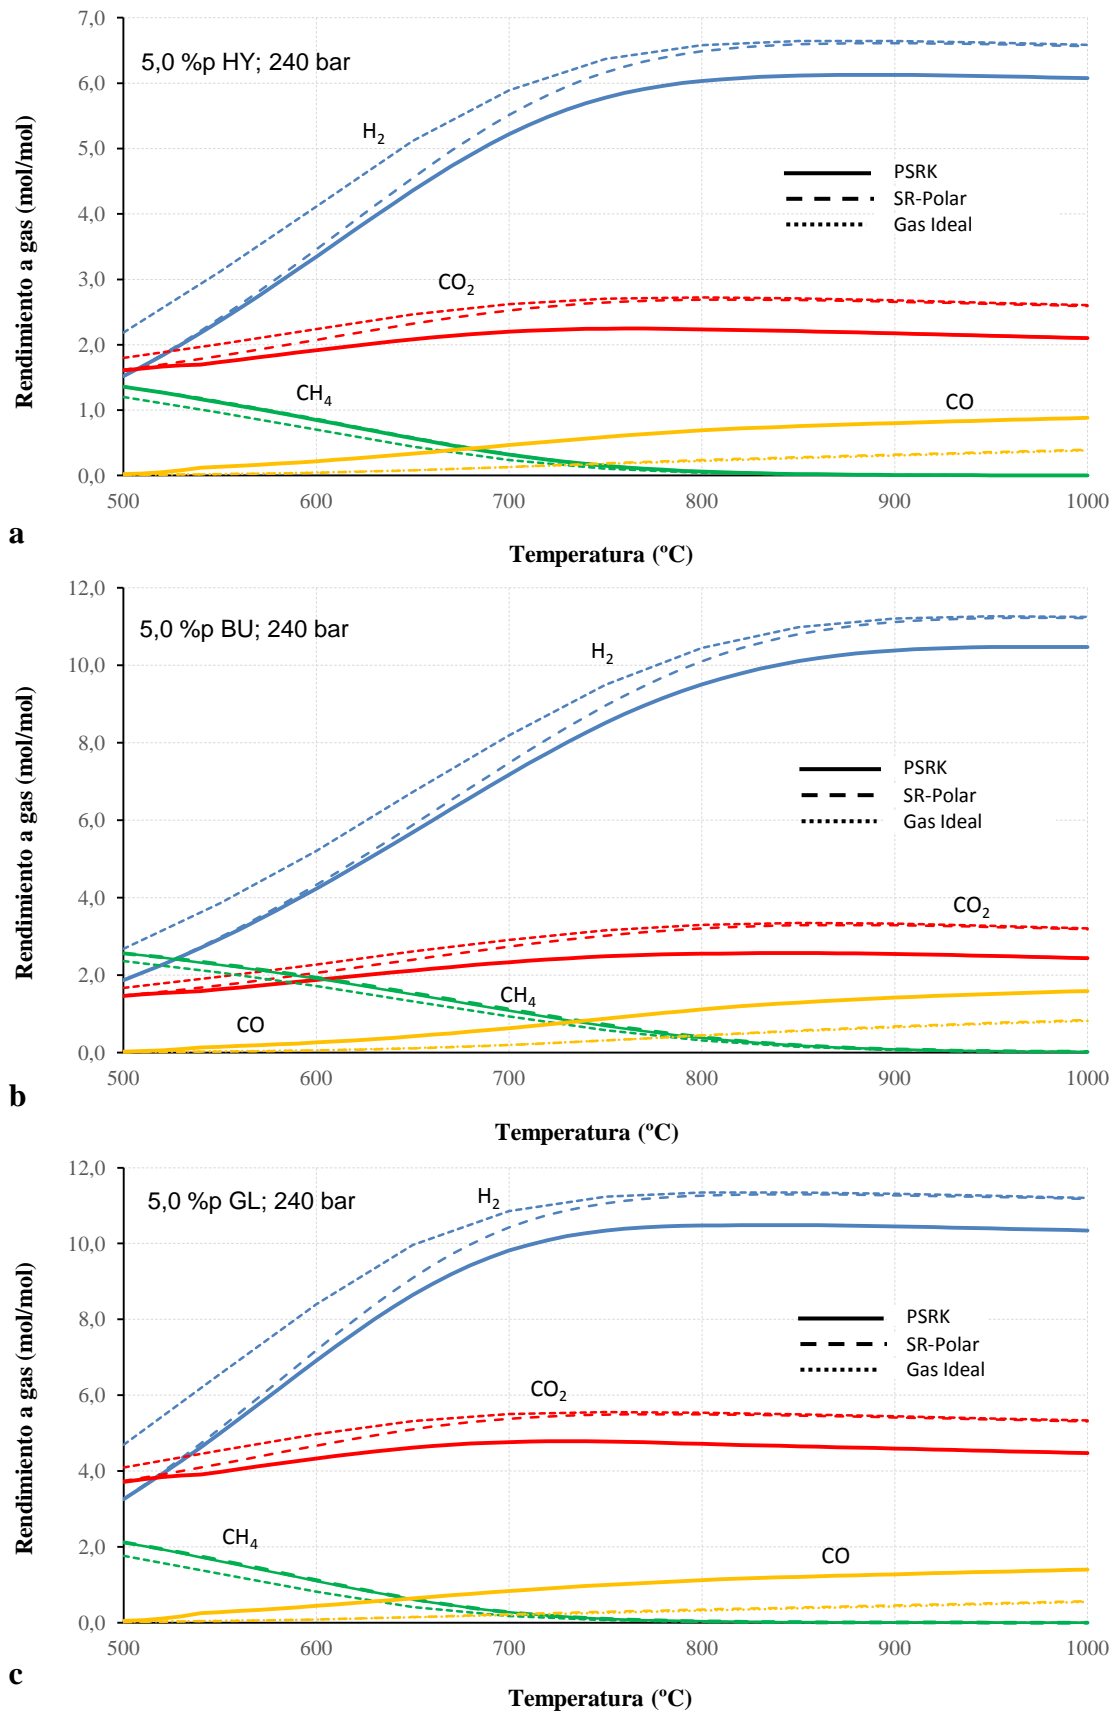 7,0
6,0
5,0
4,0
3,0
2,0
1,0
0,0
Rendimiento a gas (mol/mol)
5,0 %p HY; 240 bar
H2
PSRK
SR-Polar
Gas Ideal
CO2
CH4
CO
500 600 700 800 900 1000
a
Temperatura (ºC)
12,0
10,0
8,0
6,0
4,0
2,0
0,0
Rendimiento a gas (mol/mol)
5,0 %p BU; 240 bar
H2
PSRK
SR-Polar
Gas Ideal
CO2
CH4
CO
500 600 700 800 900 1000
b
Temperatura (ºC)
12,0
10,0
8,0
6,0
4,0
2,0
0,0
Rendimiento a gas (mol/mol)
5,0 %p GL; 240 bar
H2
PSRK
SR-Polar
Gas Ideal
CO2
CH4
CO
500 600 700 800 900 1000
c
Temperatura (ºC)